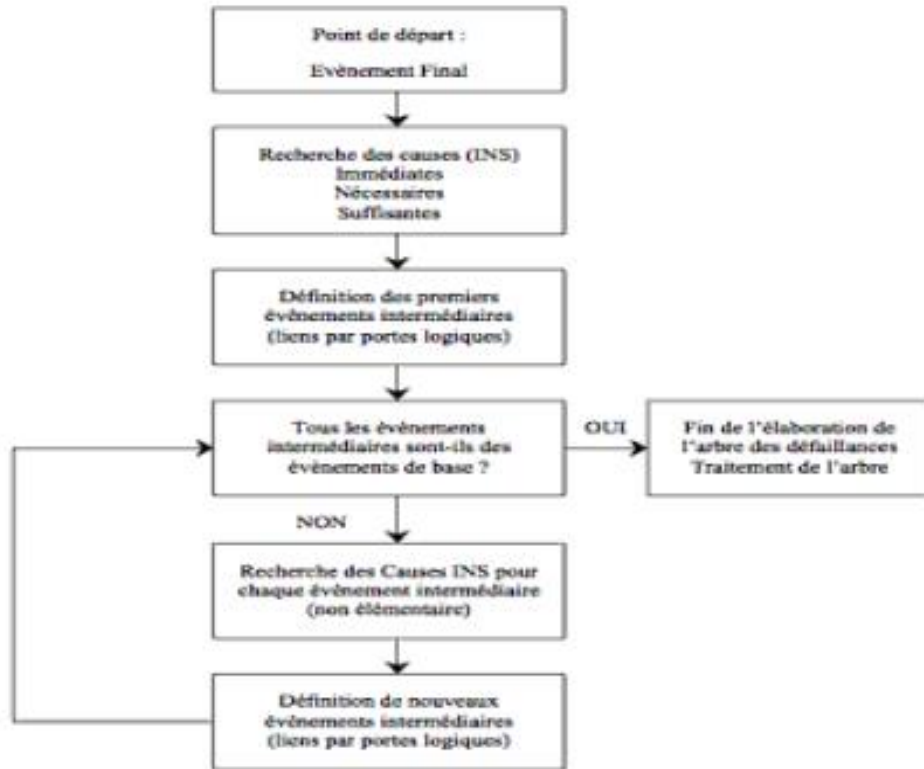 Point de départ :
Evènement Final
Recherche des causes (INS)
Immédiates
Nécessaires
Suffisantes
Définition des premiers
événements intermédiaires
(liens par portes logiques)
Tous les évènements
intermédiaires sont-ils des
évènements de base ?
OUI
Fin de l'élaboration de
l'arbre des défaillances
Traitement de l'arbre
NON
Recherche des Causes INS pour
chaque événement intermédiaire
(non élémentaire)
Définition de nouveaux
événements intermédiaires
(liens par portes logiques)